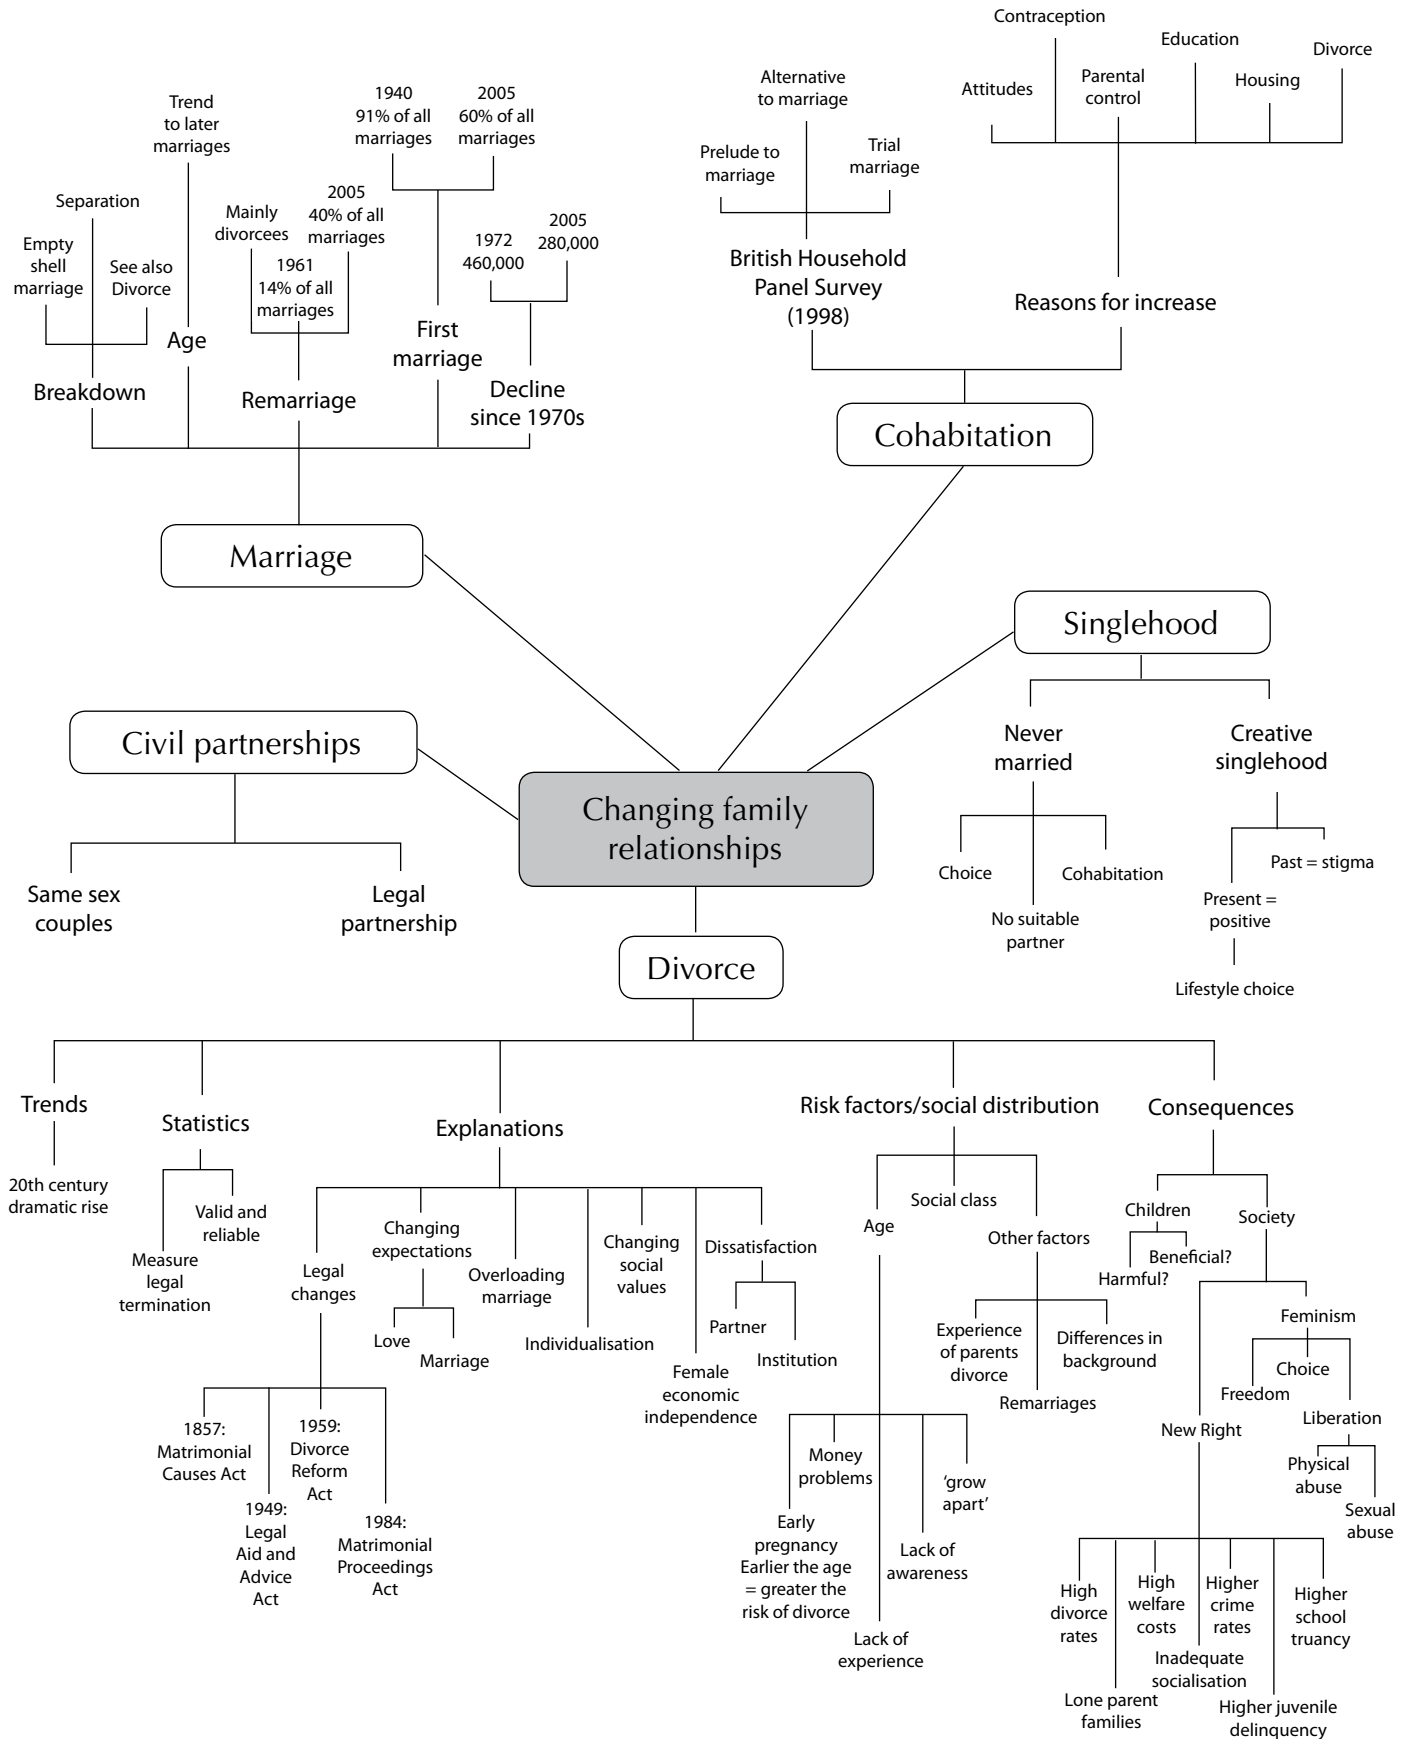 Contraception
Education
Divorce
Attitudes
Parental
control
Housing
Alternative
to marriage
Prelude to
marriage
Trial
marriage
British Household
Panel Survey
(1998)
Reasons for increase
Cohabitation
Trend
to later
marriages
1940
91% of all
marriages
2005
60% of all
marriages
Separation
Empty
shell
marriage
See also
Divorce
Mainly
divorcees
1961
14% of all
marriages
2005
40% of all
marriages
1972
460,000
2005
280,000
Breakdown
Age
Remarriage
First
marriage
Decline
since 1970s
Marriage
Singlehood
Never
married
Creative
singlehood
Choice
No suitable
partner
Cohabitation
Past = stigma
Present =
positive
Lifestyle choice
Civil partnerships
Same sex
couples
Legal
partnership
Changing family
relationships
Divorce
Trends
20th century
dramatic rise
Statistics
Measure
legal
termination
Valid and
reliable
Explanations
Legal
changes
1857:
Matrimonial
Causes Act
1949:
Legal
Aid and
Advice
Act
1959:
Divorce
Reform
Act
1984:
Matrimonial
Proceedings
Act
Changing
expectations
Love
Marriage
Overloading
marriage
Individualisation
Changing
social
values
Female
economic
independence
Dissatisfaction
Partner
Institution
Risk factors/social distribution
Age
Early
pregnancy
Earlier the age
= greater the
risk of divorce
Money
problems
Lack of
experience
Lack of
awareness
‘grow
apart’
Social class
Other factors
Experience
of parents
divorce
Remarriages
Differences in
background
Consequences
Children
Harmful?
Beneficial?
Society
New Right
High
divorce
rates
Lone parent
families
High
welfare
costs
Inadequate
socialisation
Higher
crime
rates
Higher juvenile
delinquency
Higher
school
truancy
Feminism
Freedom
Choice
Liberation
Physical
abuse
Sexual
abuse